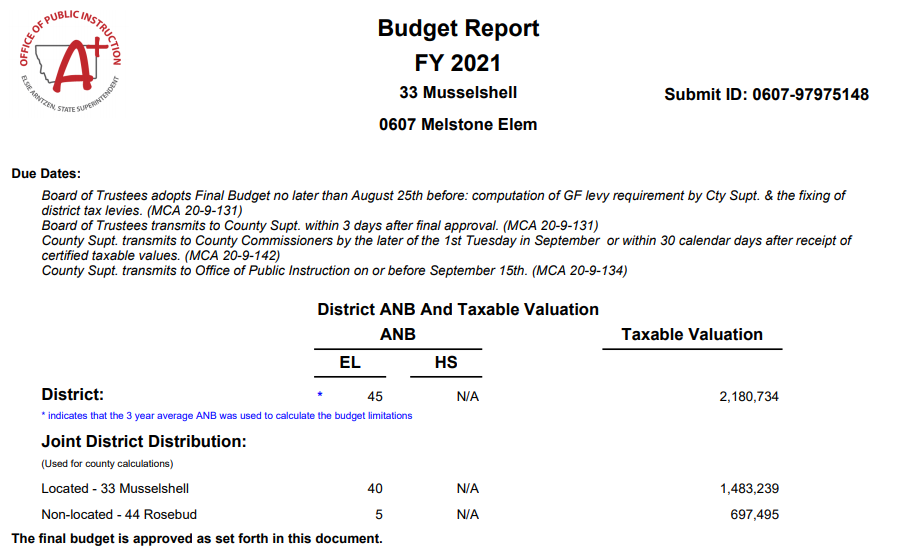 OFFICE OF PUBLIC INSTRUCTION
A+
ELSIE ARNTZEN, STATE SUPERINTENDENT
Budget Report
FY 2021
33 Musselshell
Submit ID: 0607-97975148
0607 Melstone Elem
Due Dates:
Board of Trustees adopts Final Budget no later than August 25th before: computation of GF levy requirement by Cty Supt. & the fixing of
district tax levies. (MCA 20-9-131)
Board of Trustees transmits to County Supt. within 3 days after final approval. (MCA 20-9-131)
County Supt. transmits to County Commissioners by the later of the 1st Tuesday in September or within 30 calendar days after receipt of
certified taxable values. (MCA 20-9-142)
County Supt. transmits to Office of Public Instruction on or before September 15th. (MCA 20-9-134)
District ANB And Taxable Valuation
ANB Taxable Valuation
EL HS
District: * 45 N/A 2,180,734
* indicates that the 3 year average ANB was used to calculate the budget limitations
Joint District Distribution:
(Used for county calculations)
Located - 33 Musselshell 40 N/A 1,483,239
Non-located - 44 Rosebud 5 N/A 697,495
The final budget is approved as set forth in this document.